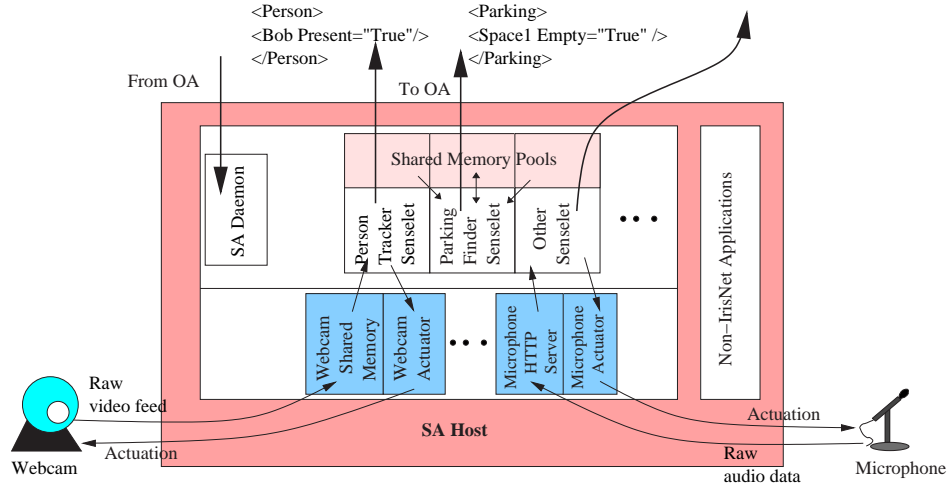 <Person>
<Bob Present="True"/>
</Person>
<Parking>
<Space1 Empty="True" />
</Parking>
From OA
To OA
Shared Memory Pools
SA Daemon
Person
Tracker
Senselet
Parking
Finder
Senselet
Other
Senselet
Non-IrisNet Applications
Webcam
Shared
Memory
Webcam
Actuator
Microphone
HTTP
Server
Microphone
Actuator
Raw
video feed
Actuation
SA Host
Actuation
Raw
audio data
Webcam
Microphone